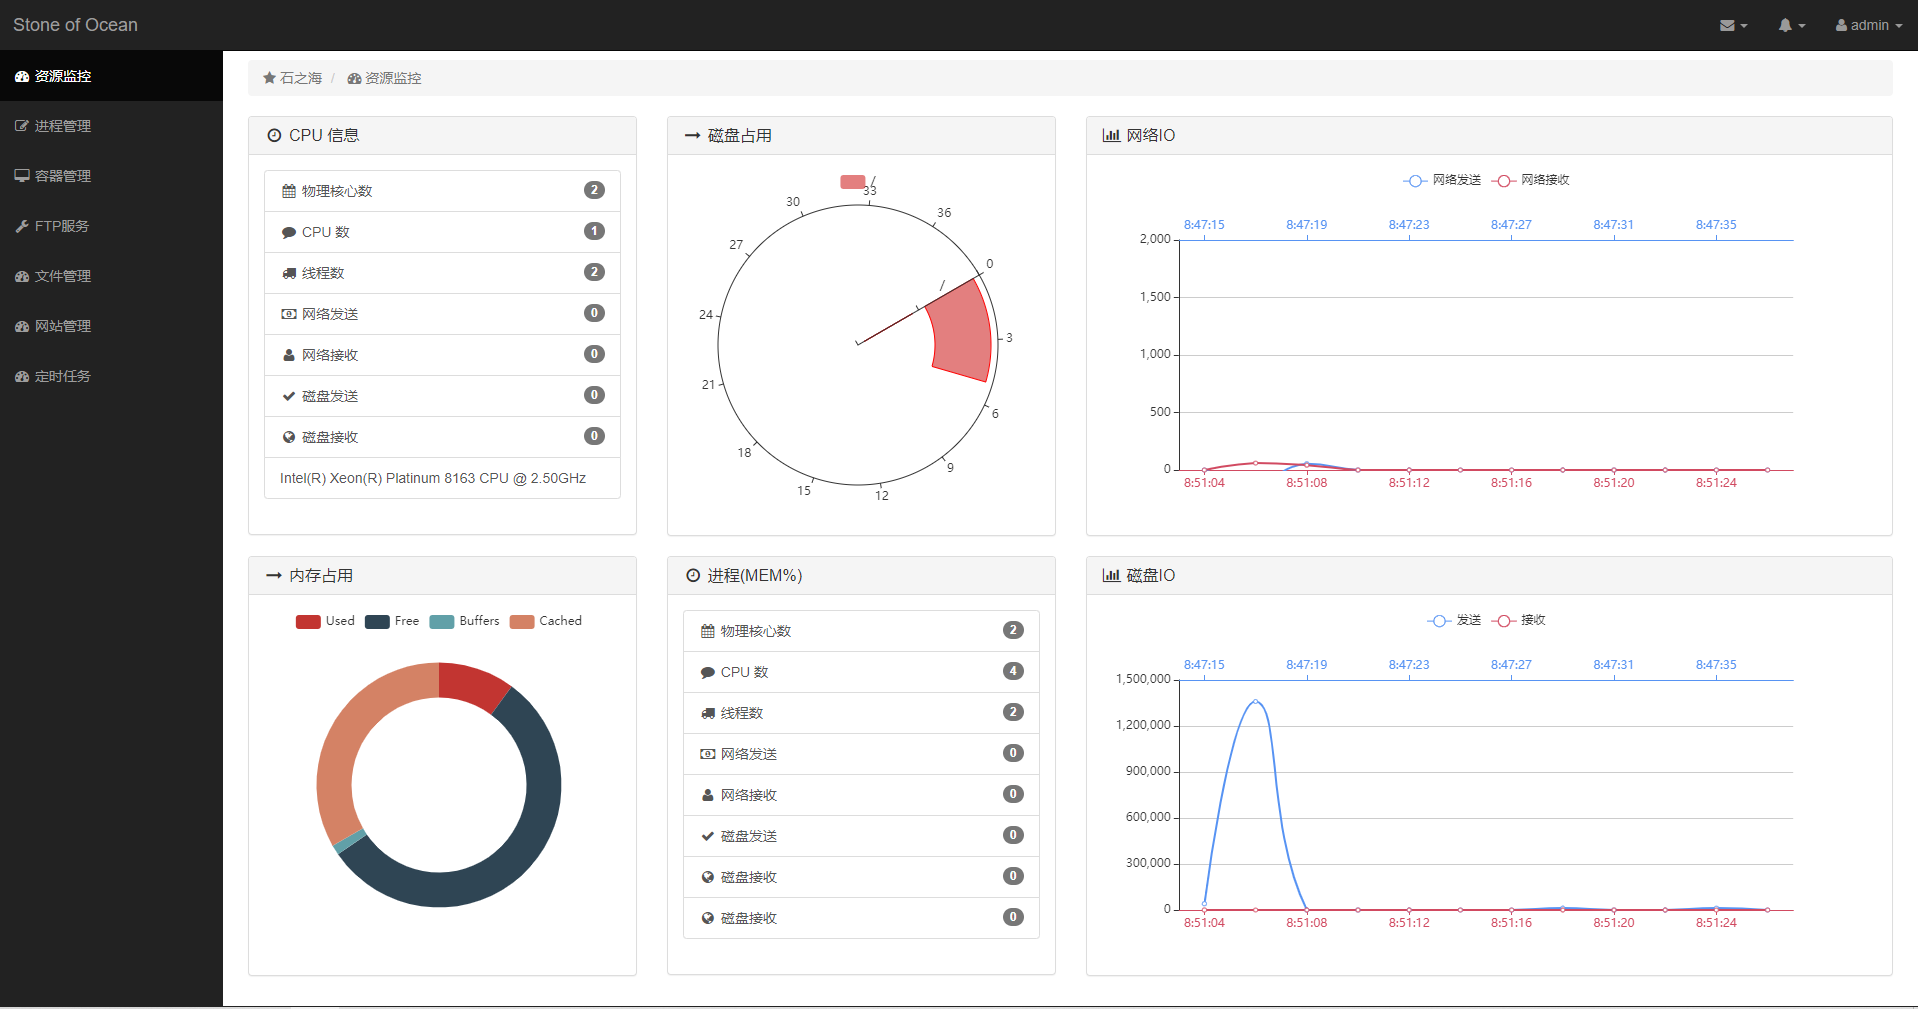 Stone of Ocean
admin
资源监控
进程管理
容器管理
FTP服务
文件管理
网站管理
定时任务
石之海 / 资源监控
CPU 信息
物理核心数 2
CPU 数 1
线程数 2
网络发送 0
网络接收 0
磁盘发送 0
磁盘接收 0
Intel(R) Xeon(R) Platinum 8163 CPU @ 2.50GHz
磁盘占用
/
33
36
0
3
6
9
12
15
18
21
24
27
30
/
网络IO
网络发送 网络接收
8:47:15 8:47:19 8:47:23 8:47:27 8:47:31 8:47:35
2,000
1,500
1,000
500
0
8:51:04 8:51:08 8:51:12 8:51:16 8:51:20 8:51:24
内存占用
Used Free Buffers Cached
进程(MEM%)
物理核心数 2
CPU 数 4
线程数 2
网络发送 0
网络接收 0
磁盘发送 0
磁盘接收 0
磁盘接收 0
磁盘IO
发送 接收
8:47:15 8:47:19 8:47:23 8:47:27 8:47:31 8:47:35
1,500,000
1,200,000
900,000
600,000
300,000
0
8:51:04 8:51:08 8:51:12 8:51:16 8:51:20 8:51:24